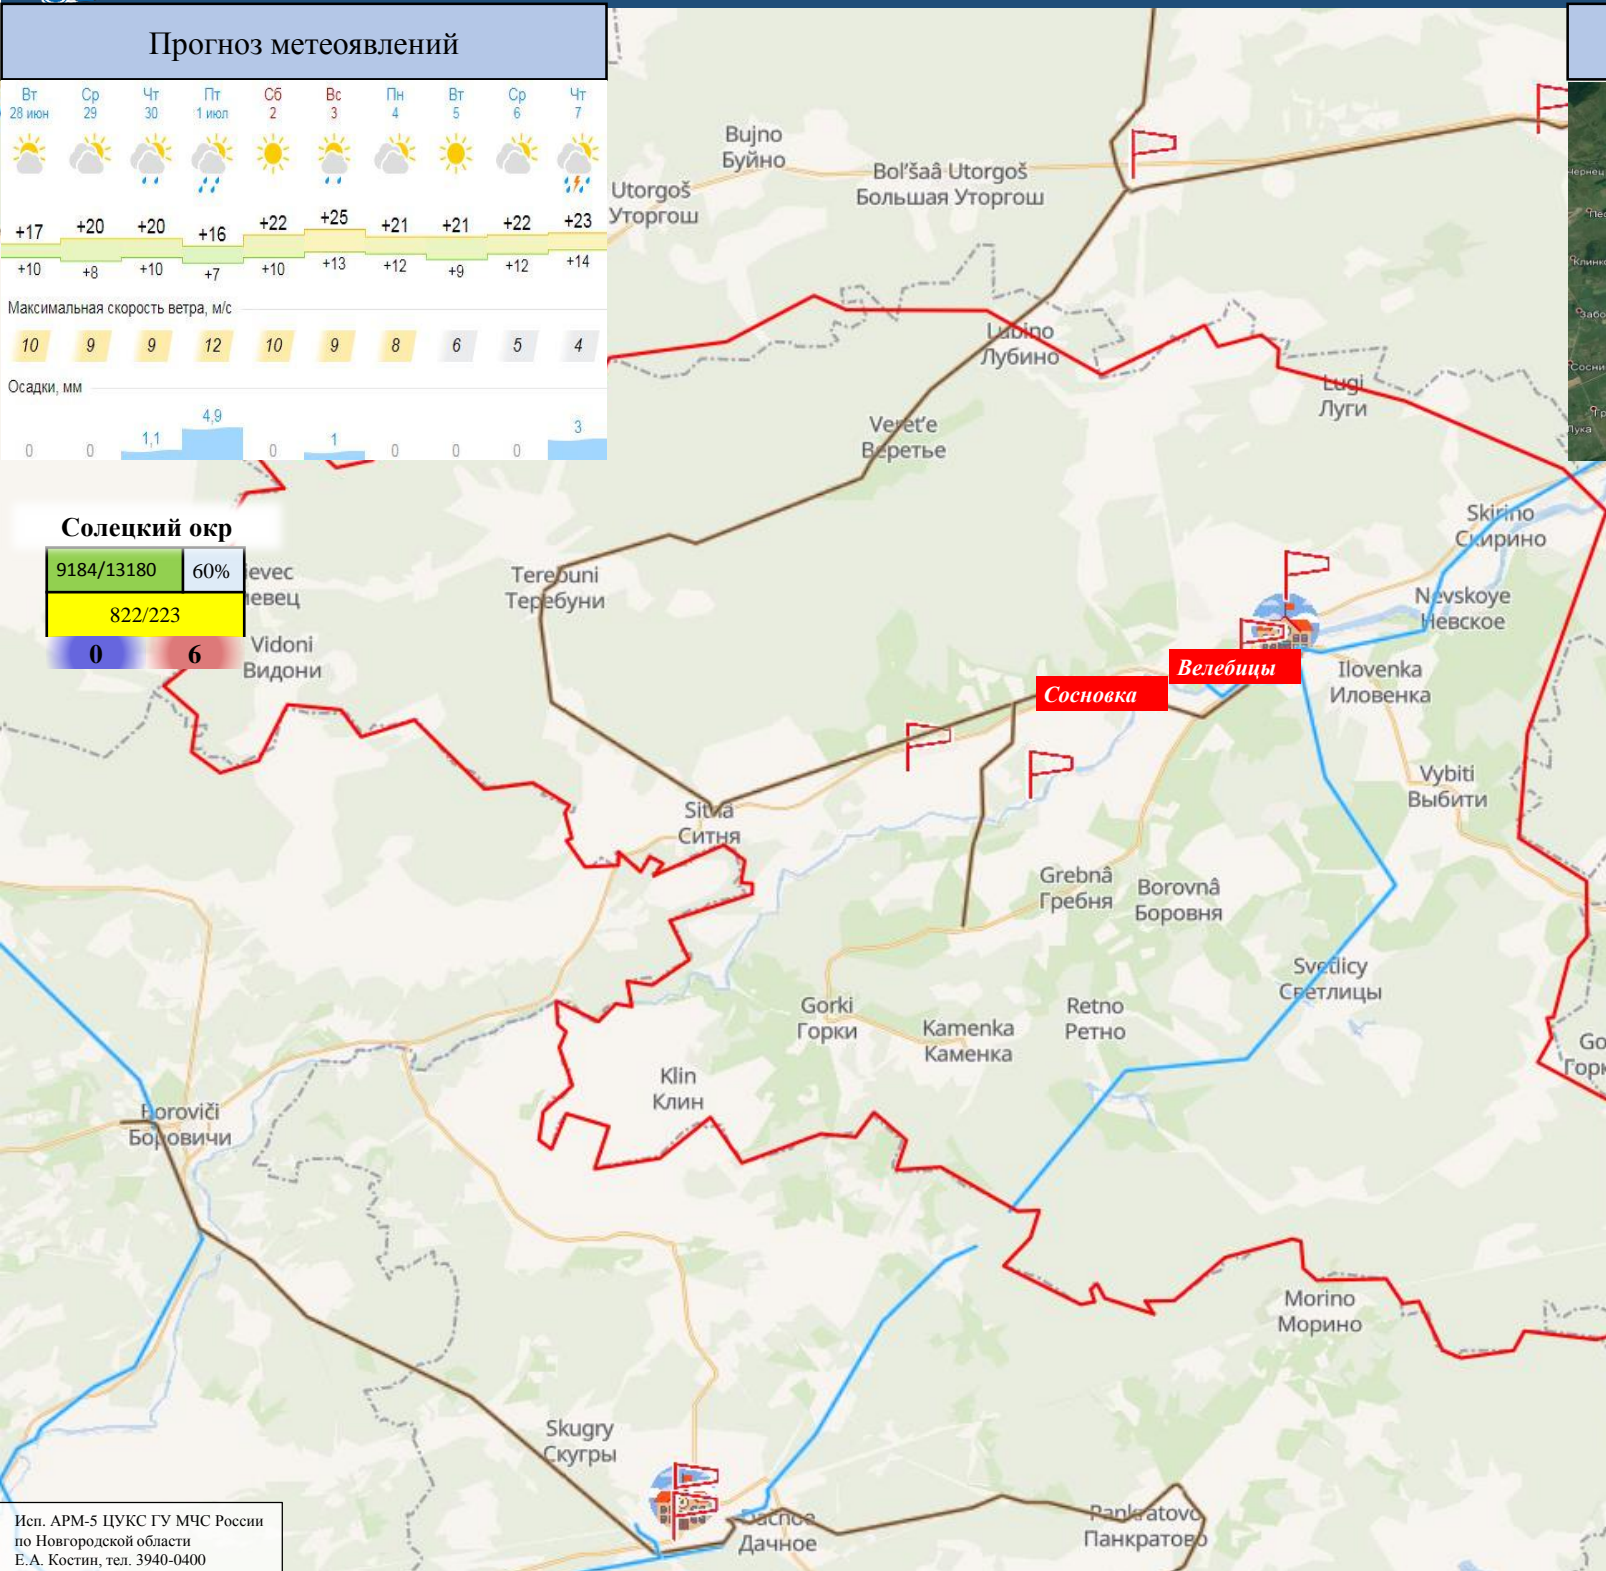 Прогноз метеоявлений
Вт Ср Чт Пт Сб Вс Пн Вт Ср Чт
28 июн 29 30 1 июл 2 3 4 5 6 7
+17 +20 +20 +16 +22 +25 +21 +21 +22 +23
+10 +8 +10 +7 +10 +13 +12 +9 +12 +14
Максимальная скорость ветра, м/с
10 9 9 12 10 9 8 6 5 4
Осадки, мм
0 0 1,1 4,9 0 1 0 0 0 3
Bujno
Буйно
Bol'šaâ Utorgoš
Большая Уторгош
Utorgoš
Уторгош
Lubino
Лубино
Lugi
Луги
Veret'e
Веретье
Skirino
Скирино
Солецкий окр
9184/13180 60%
822/223
0 6
ievec
Vidoni
Видони
Terebuni
Теребуни
Nevskoye
Невское
Велебицы
Сосновка
Ilovenka
Иловенка
Vybiti
Выбити
Sitna
Ситня
Grebnâ
Гребня
Borovnâ
Боровня
Svetlicy
Светлицы
Gorki
Горки
Kamenka
Каменка
Retno
Ретно
Go
Горк
Klin
Клин
Boroviči
Боровичи
Morino
Морино
Skugry
Скугры
Dacnoe
Дачное
Pankratovo
Панкратово
Исп. АРМ-5 ЦУКС ГУ МЧС России
по Новгородской области
Е.А. Костин, тел. 3940-0400